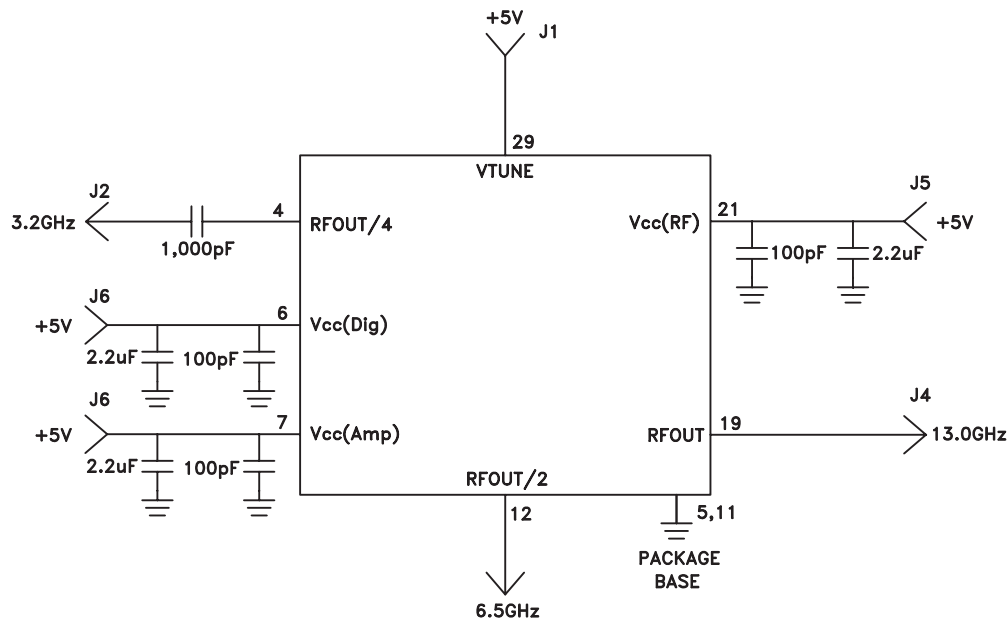 +5V
J1
29
VTUNE
J2
3.2GHz
1,000pF
4
RFOUT/4
Vcc(RF)
21
J5
+5V
100pF
2.2uF
J6
+5V
6
Vcc(Dig)
2.2uF
100pF
J6
+5V
7
Vcc(Amp)
2.2uF
100pF
RFOUT
19
J4
13.0GHz
RFOUT/2
12
5,11
PACKAGE
BASE
6.5GHz